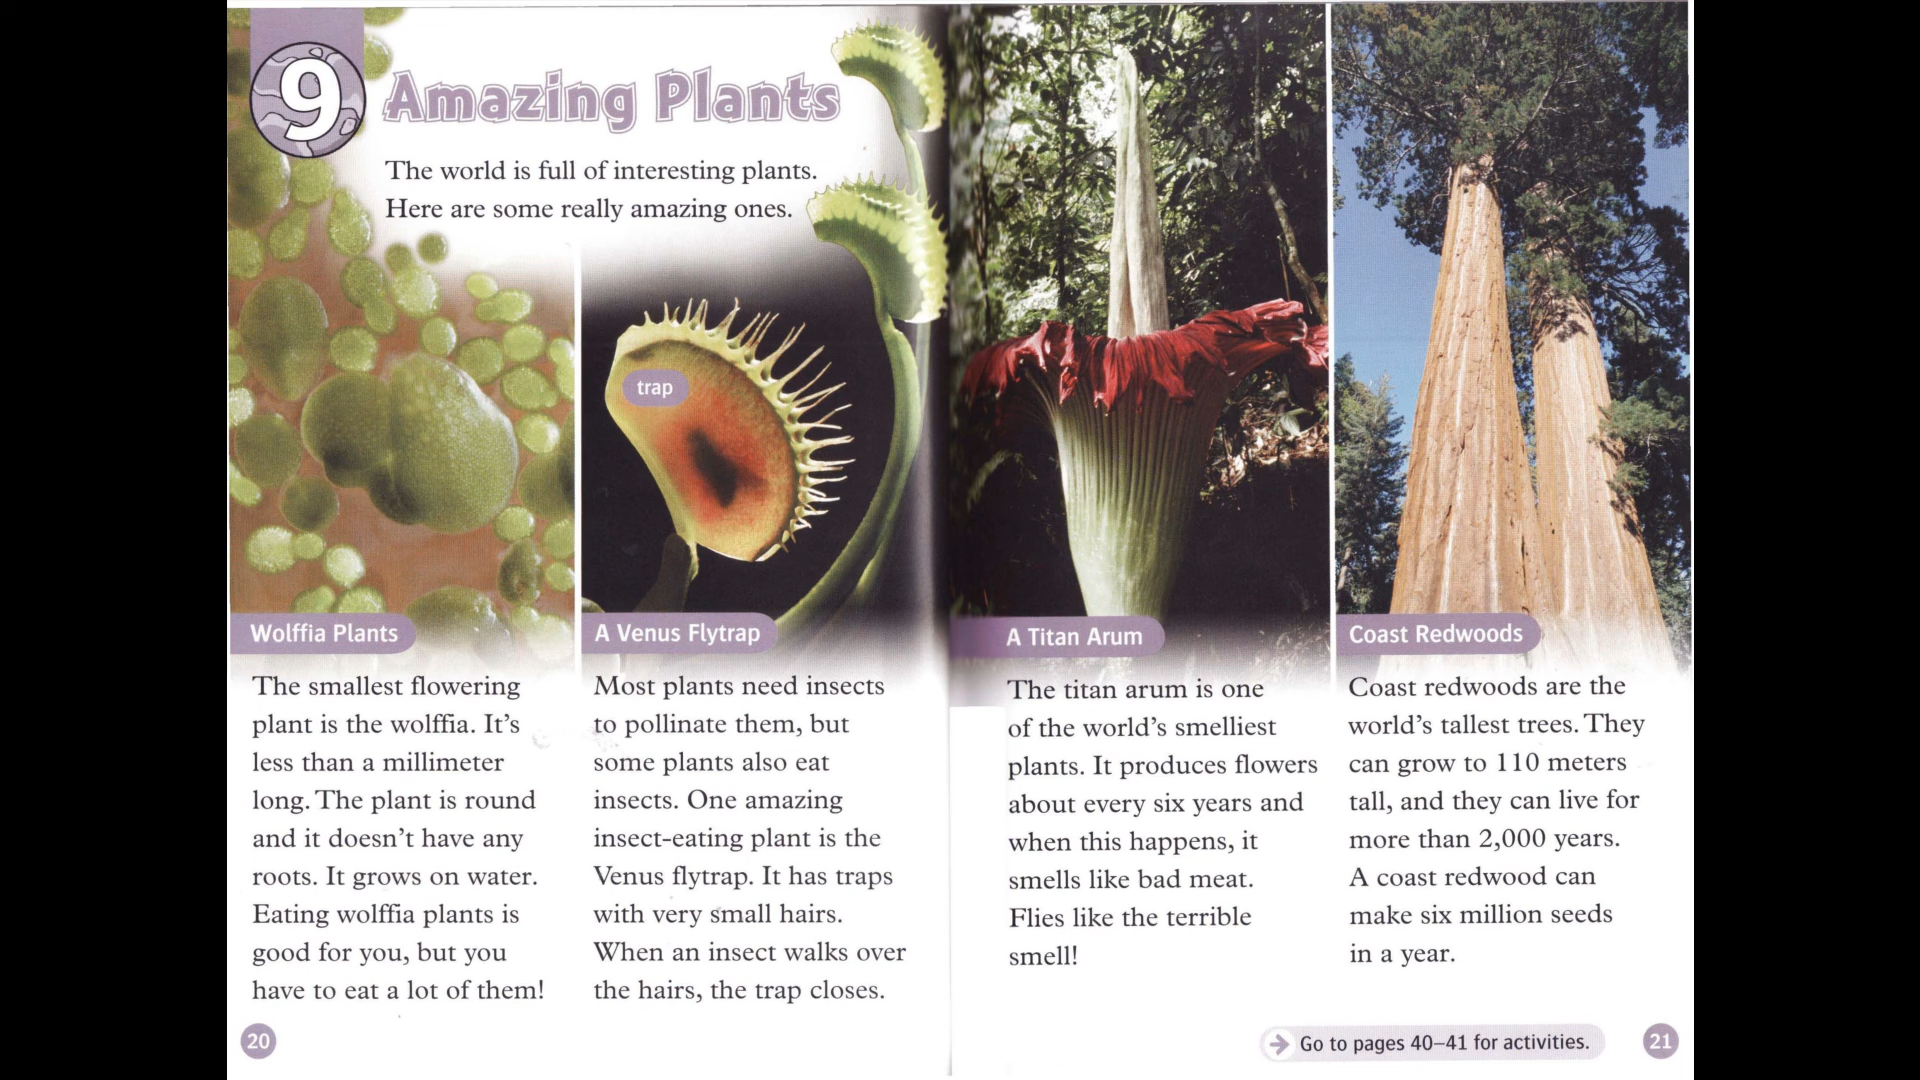 9
Amazing Plants
The world is full of interesting plants.
Here are some really amazing ones.
trap
Wolffia Plants
The smallest flowering
plant is the wolffia. It's
less than a millimeter
long. The plant is round
and it doesn't have any
roots. It grows on water.
Eating wolffia plants is
good for you, but you
have to eat a lot of them!
A Venus Flytrap
Most plants need insects
to pollinate them, but
some plants also eat
insects. One amazing
insect-eating plant is the
Venus flytrap. It has traps
with very small hairs.
When an insect walks over
the hairs, the trap closes.
20
A Titan Arum
The titan arum is one
of the world's smelliest
plants. It produces flowers
about every six years and
when this happens, it
smells like bad meat.
Flies like the terrible
smell!
Coast Redwoods
Coast redwoods are the
world's tallest trees. They
can grow to 110 meters
tall, and they can live for
more than 2,000 years.
A coast redwood can
make six million seeds
in a year.
Go to pages 40–41 for activities.
21